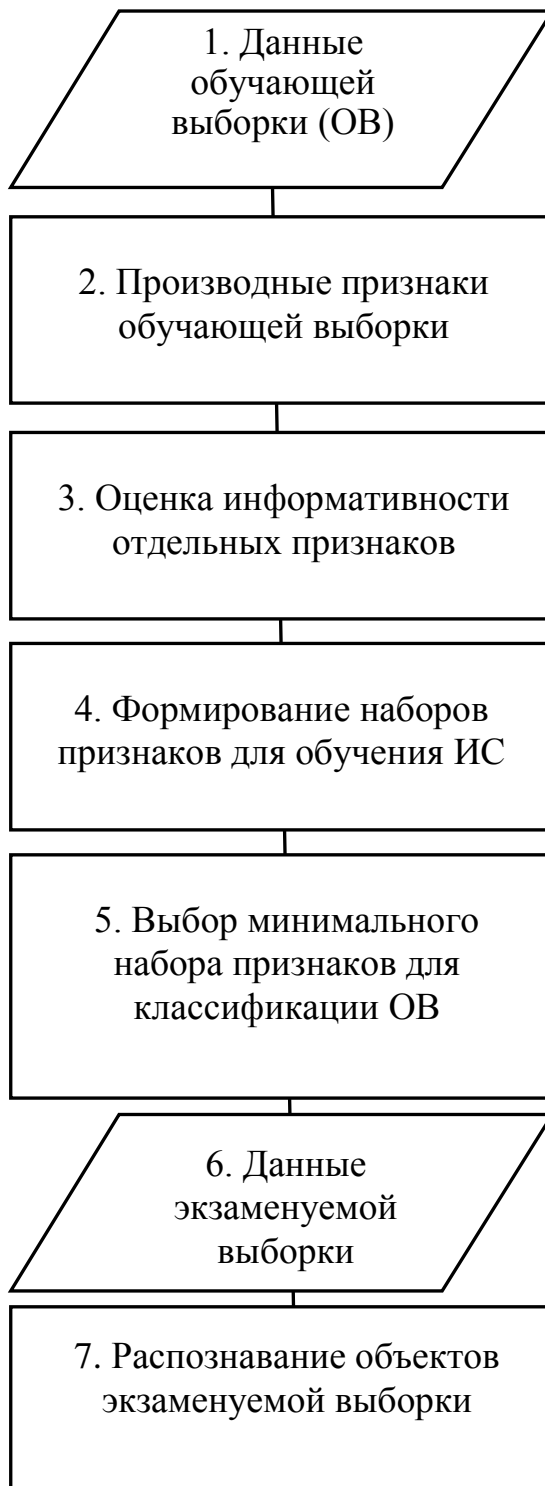 1. Данные
обучающей
выборки (ОВ)
2. Производные признаки
обучающей выборки
3. Оценка информативности
отдельных признаков
4. Формирование наборов
признаков для обучения ИС
5. Выбор минимального
набора признаков для
классификации ОВ
6. Данные
экзаменуемой
выборки
7. Распознавание объектов
экзаменуемой выборки